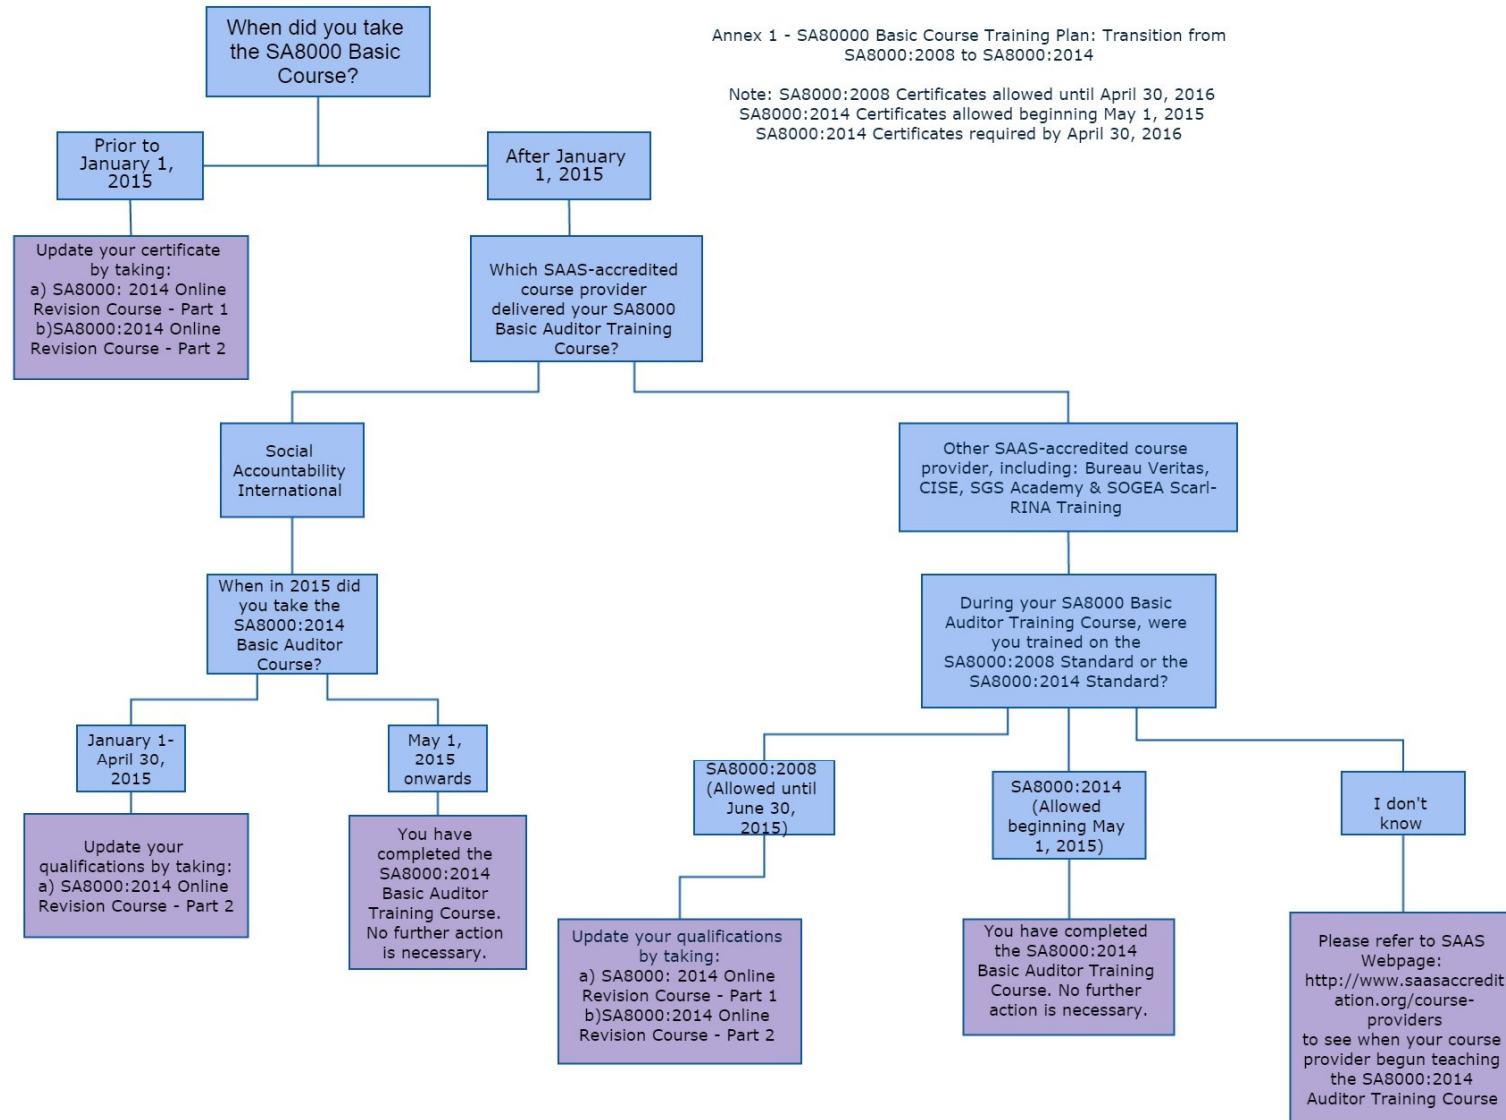 When did you take
the SA8000 Basic
Course?
Annex 1 - SA80000 Basic Course Training Plan: Transition from
SA8000:2008 to SA8000:2014
Note: SA8000:2008 Certificates allowed until April 30, 2016
SA8000:2014 Certificates allowed beginning May 1, 2015
SA8000:2014 Certificates required by April 30, 2016
Prior to
January 1,
2015
After January
1, 2015
Update your certificate
by taking:
a) SA8000: 2014 Online
Revision Course - Part 1
b)SA8000:2014 Online
Revision Course - Part 2
Which SAAS-accredited
course provider
delivered your SA8000
Basic Auditor Training
Course?
Social
Accountability
International
Other SAAS-accredited course
provider, including: Bureau Veritas,
CISE, SGS Academy & SOGEA Scarl-
RINA Training
When in 2015 did
you take the
SA8000:2014
Basic Auditor
Course?
During your SA8000 Basic
Auditor Training Course, were
you trained on the
SA8000:2008 Standard or the
SA8000:2014 Standard?
January 1-
April 30,
2015
May 1,
2015
onwards
SA8000:2008
(Allowed until
June 30,
2015)
SA8000:2014
(Allowed
beginning May
1, 2015)
I don't
know
Update your
qualifications by taking:
a) SA8000:2014 Online
Revision Course - Part 2
You have
completed the
SA8000:2014
Basic Auditor
Training Course.
No further action
is necessary.
Update your qualifications
by taking:
a) SA8000: 2014 Online
Revision Course - Part 1
b)SA8000:2014 Online
Revision Course - Part 2
You have completed
the SA8000:2014
Basic Auditor Training
Course. No further
action is necessary.
Please refer to SAAS
Webpage:
http://www.saasaccredit
ation.org/course-
providers
to see when your course
provider begun teaching
the SA8000:2014
Auditor Training Course